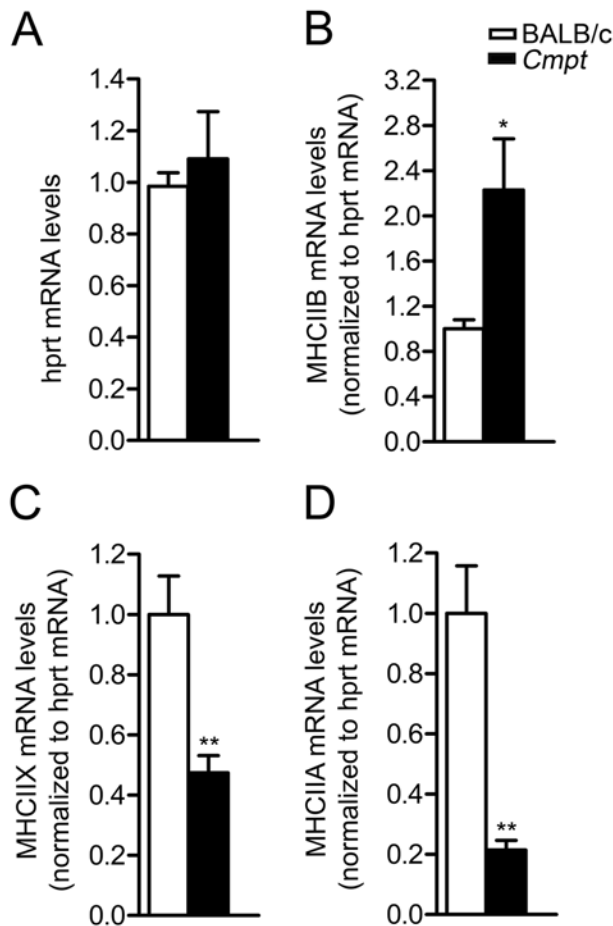 A
B
BALB/c
Cmpt
hprt mRNA levels
1.4
1.2
1.0
0.8
0.6
0.4
0.2
0.0
MHCIIB mRNA levels
(normalized to hprt mRNA)
3.2
2.8
2.4
2.0
1.6
1.2
0.8
0.4
0.0
*
C
D
MHCIIX mRNA levels
(normalized to hprt mRNA)
1.2
1.0
0.8
0.6
0.4
0.2
0.0
**
MHCIIA mRNA levels
(normalized to hprt mRNA)
1.2
1.0
0.8
0.6
0.4
0.2
0.0
**